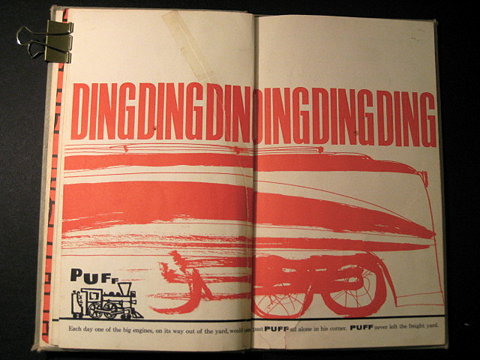 DINGDINGDINGDINGDINGDING
PUFF
Each day one of the big engines, on its way out of the yard, would pass PUFF all alone in his corner. PUFF never left the freight yard.